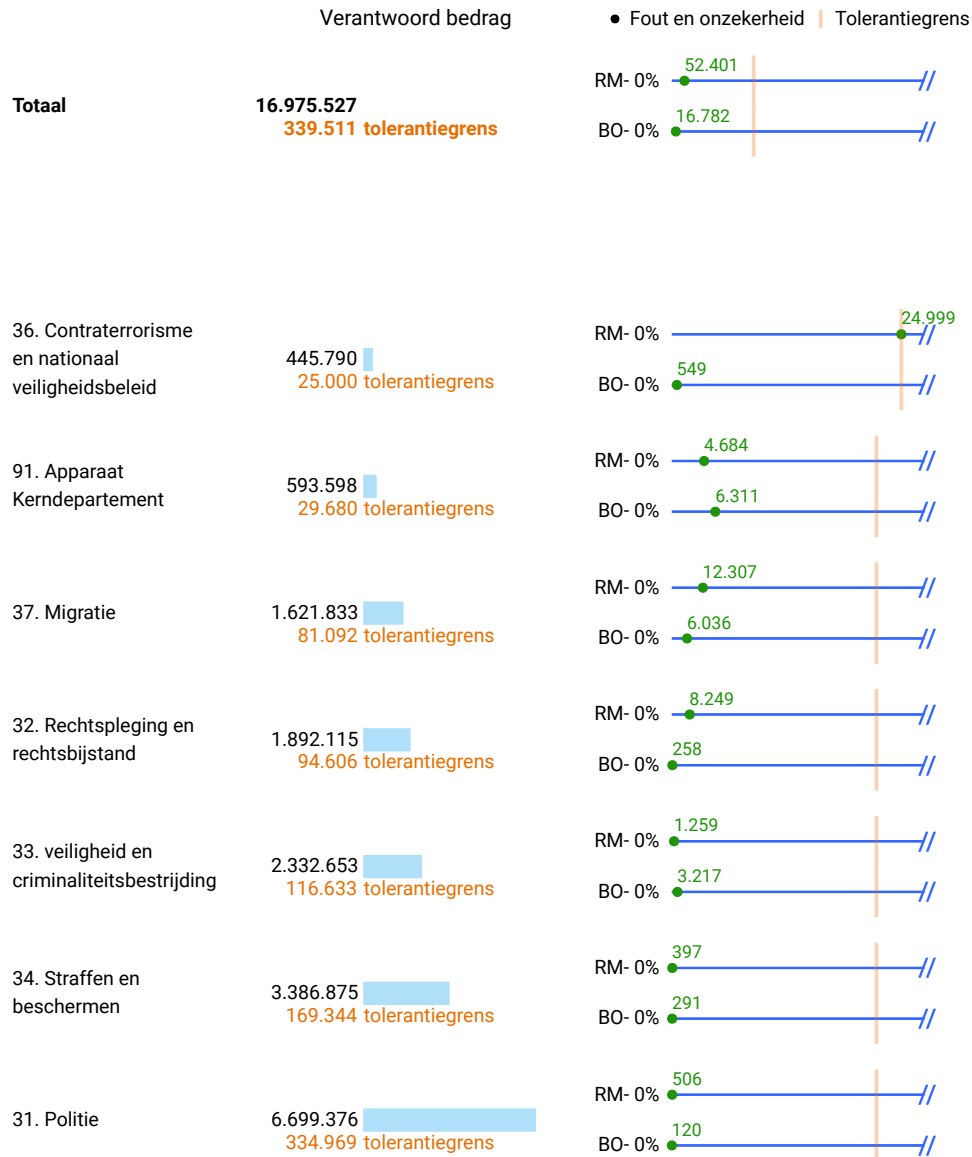 Verantwoord bedrag
Fout en onzekerheid
Tolerantiegrens
Totaal
16.975.527
339.511 tolerantiegrens
RM- 0%
52.401
BO- 0%
16.782
36. Contraterrorisme
en nationaal
veiligheidsbeleid
445.790
25.000 tolerantiegrens
RM- 0%
24.999
BO- 0%
549
91. Apparaat
Kerndepartement
593.598
29.680 tolerantiegrens
RM- 0%
4.684
BO- 0%
6.311
37. Migratie
1.621.833
81.092 tolerantiegrens
RM- 0%
12.307
BO- 0%
6.036
32. Rechtspleging en
rechtsbijstand
1.892.115
94.606 tolerantiegrens
RM- 0%
8.249
BO- 0%
258
33. veiligheid en
criminaliteitsbestrijding
2.332.653
116.633 tolerantiegrens
RM- 0%
1.259
BO- 0%
3.217
34. Straffen en
beschermen
3.386.875
169.344 tolerantiegrens
RM- 0%
397
BO- 0%
291
31. Politie
6.699.376
334.969 tolerantiegrens
RM- 0%
506
BO- 0%
120